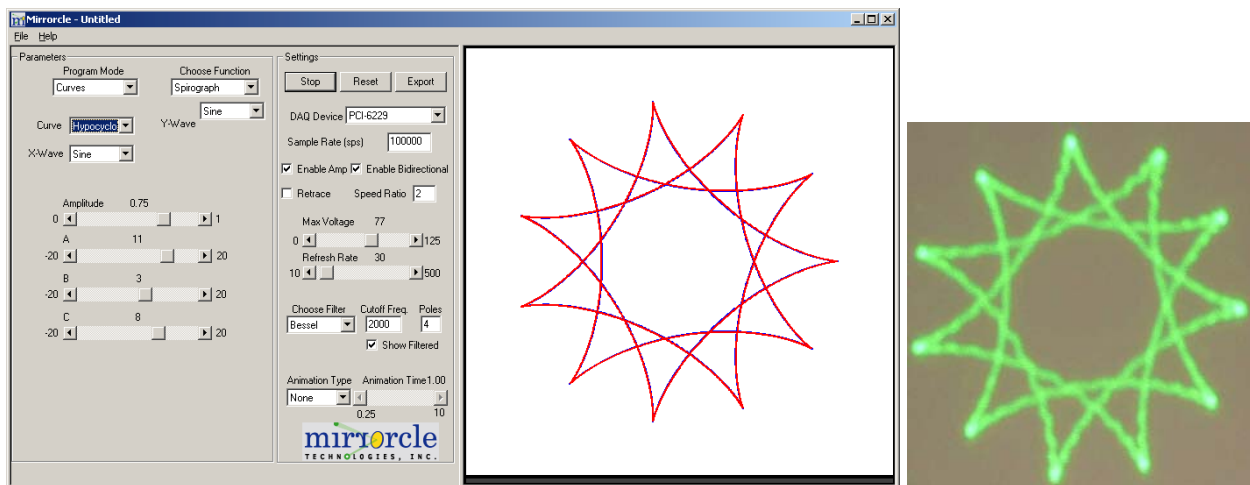 Mirrorcle - Untitled
File Help
Parameters
Program Mode Choose Function
Curves Spirograph
Curve Hypocyclo Y-Wave Sine
X-Wave Sine
Amplitude 0.75
0 1
A 11
-20 20
B 3
-20 20
C 8
-20 20
Settings
Stop Reset Export
DAQ Device PCI-6229
Sample Rate (sps) 100000
Enable Amp Enable Bidirectional
Retrace Speed Ratio 2
Max Voltage 77
0 125
Refresh Rate 30
10 500
Choose Filter Cutoff Freq. Poles
Bessel 2000 4
Show Filtered
Animation Type Animation Time 1.00
None
0.25 10
mirrorcle
TECHNOLOGIES, INC.